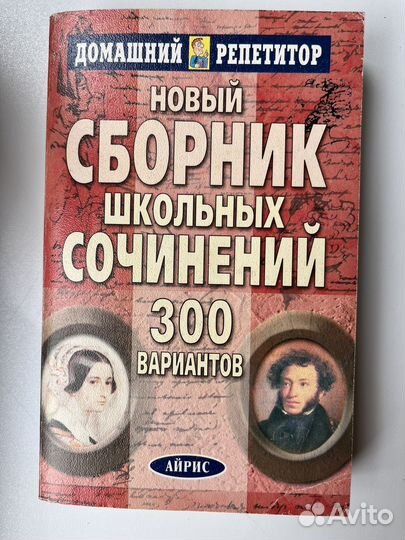 ДОМАШНИЙ РЕПЕТИТОР
НОВЫЙ
СБОРНИК
ШКОЛЬНЫХ
СОЧИНЕНИЙ
300
ВАРИАНТОВ
АЙРИС
Avito